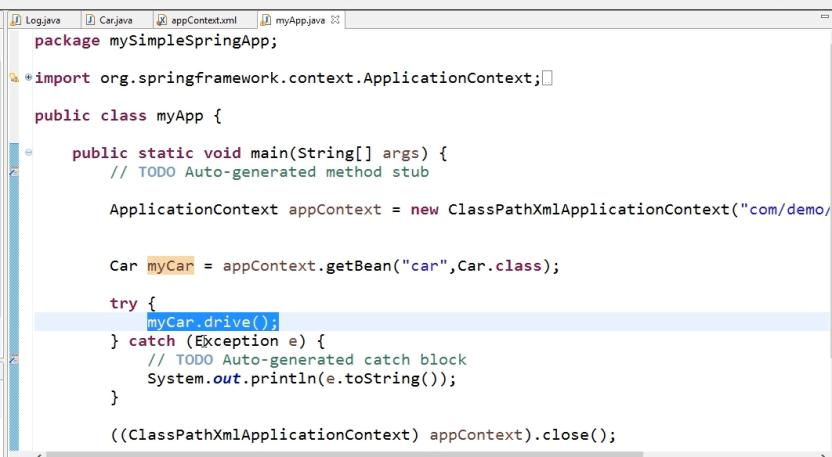 Log.java Car.java appContext.xml myApp.java
package mySimpleSpringApp;
import org.springframework.context.ApplicationContext;
public class myApp {
public static void main(String[] args) {
// TODO Auto-generated method stub
ApplicationContext appContext = new ClassPathXmlApplicationContext("com/demo/
Car myCar = appContext.getBean("car",Car.class);
try {
myCar.drive();
} catch (Exception e) {
// TODO Auto-generated catch block
System.out.println(e.toString());
}
((ClassPathXmlApplicationContext) appContext).close();